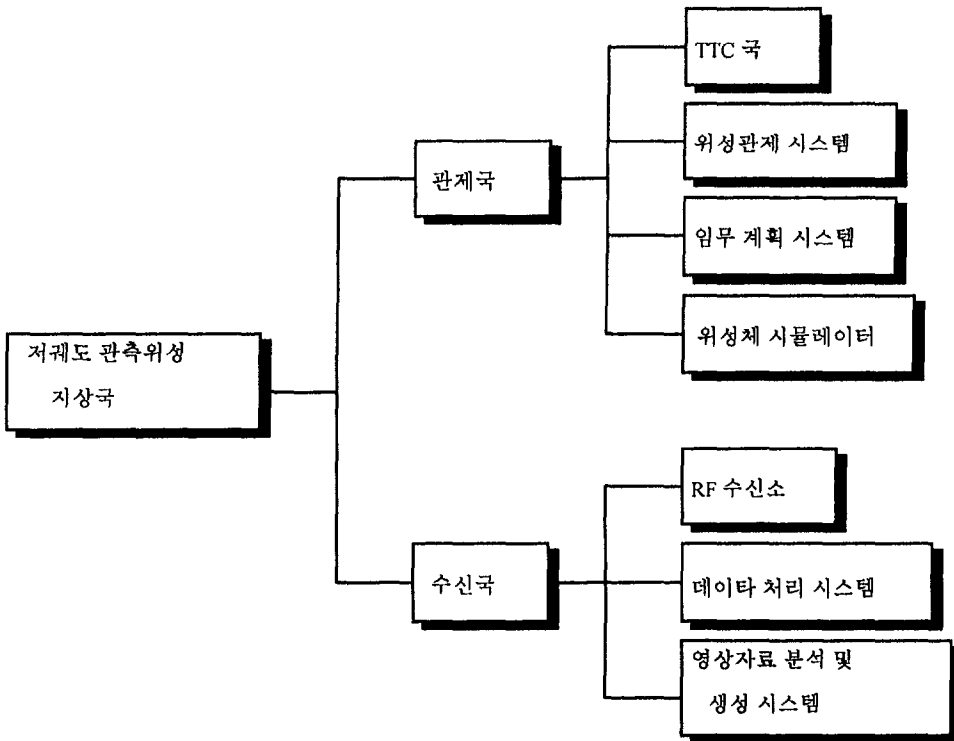 TTC 국
위성관제 시스템
관제국
임무 계획 시스템
위성체 시뮬레이터
저궤도 관측위성
지상국
RF 수신소
수신국
데이타 처리 시스템
영상자료 분석 및
생성 시스템